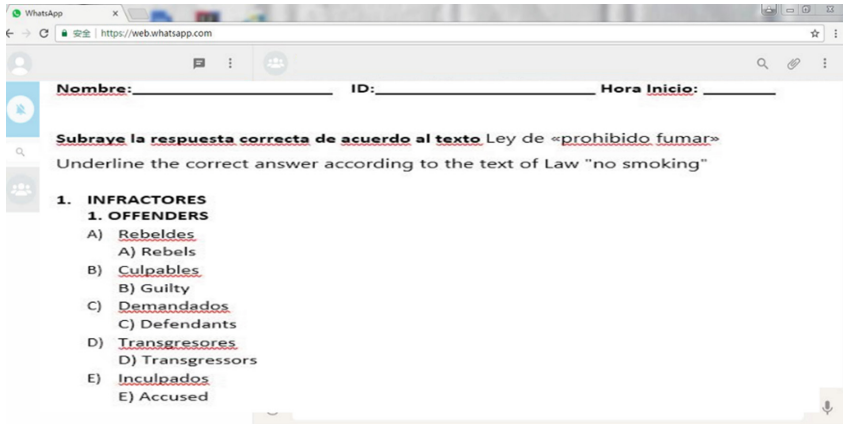 WhatsApp
安全 https://web.whatsapp.com
Nombre:____________________ ID:____________________ Hora Inicio: ________
Subraye la respuesta correcta de acuerdo al texto Ley de «prohibido fumar»
Underline the correct answer according to the text of Law "no smoking"
1. INFRACTORES
1. OFFENDERS
A) Rebeldes
A) Rebels
B) Culpables
B) Guilty
C) Demandados
C) Defendants
D) Transgresores
D) Transgressors
E) Inculpados
E) Accused